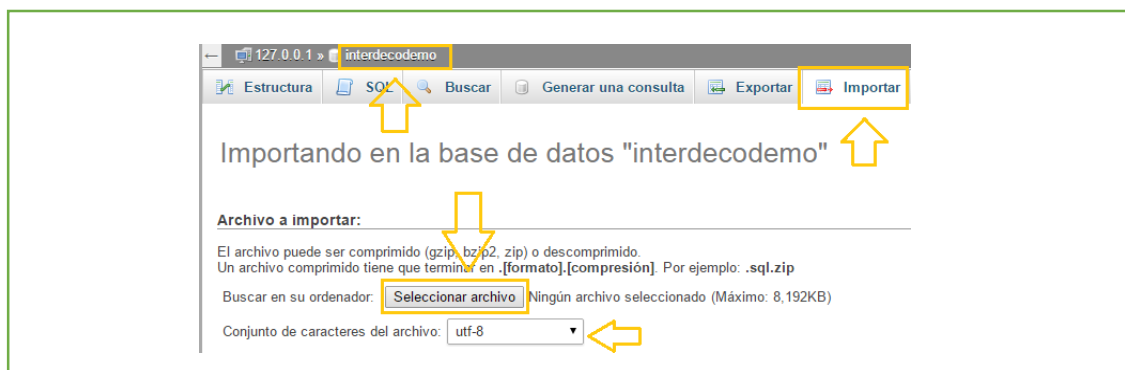 ← 127.0.0.1 » interdecodemo
Estructura SQL Buscar Generar una consulta Exportar Importar
Importando en la base de datos "interdecodemo"
Archivo a importar:
El archivo puede ser comprimido (gzip, bzip2, zip) o descomprimido.
Un archivo comprimido tiene que terminar en .[formato].[compresión]. Por ejemplo: .sql.zip
Buscar en su ordenador: Seleccionar archivo Ningún archivo seleccionado (Máximo: 8,192KB)
Conjunto de caracteres del archivo: utf-8